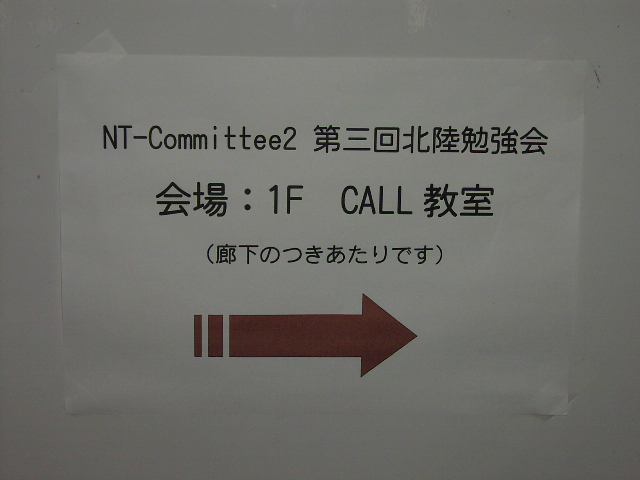 NT-Committee2 第三回北陸勉強会
会場：1F　CALL 教室
（廊下のつきあたりです）